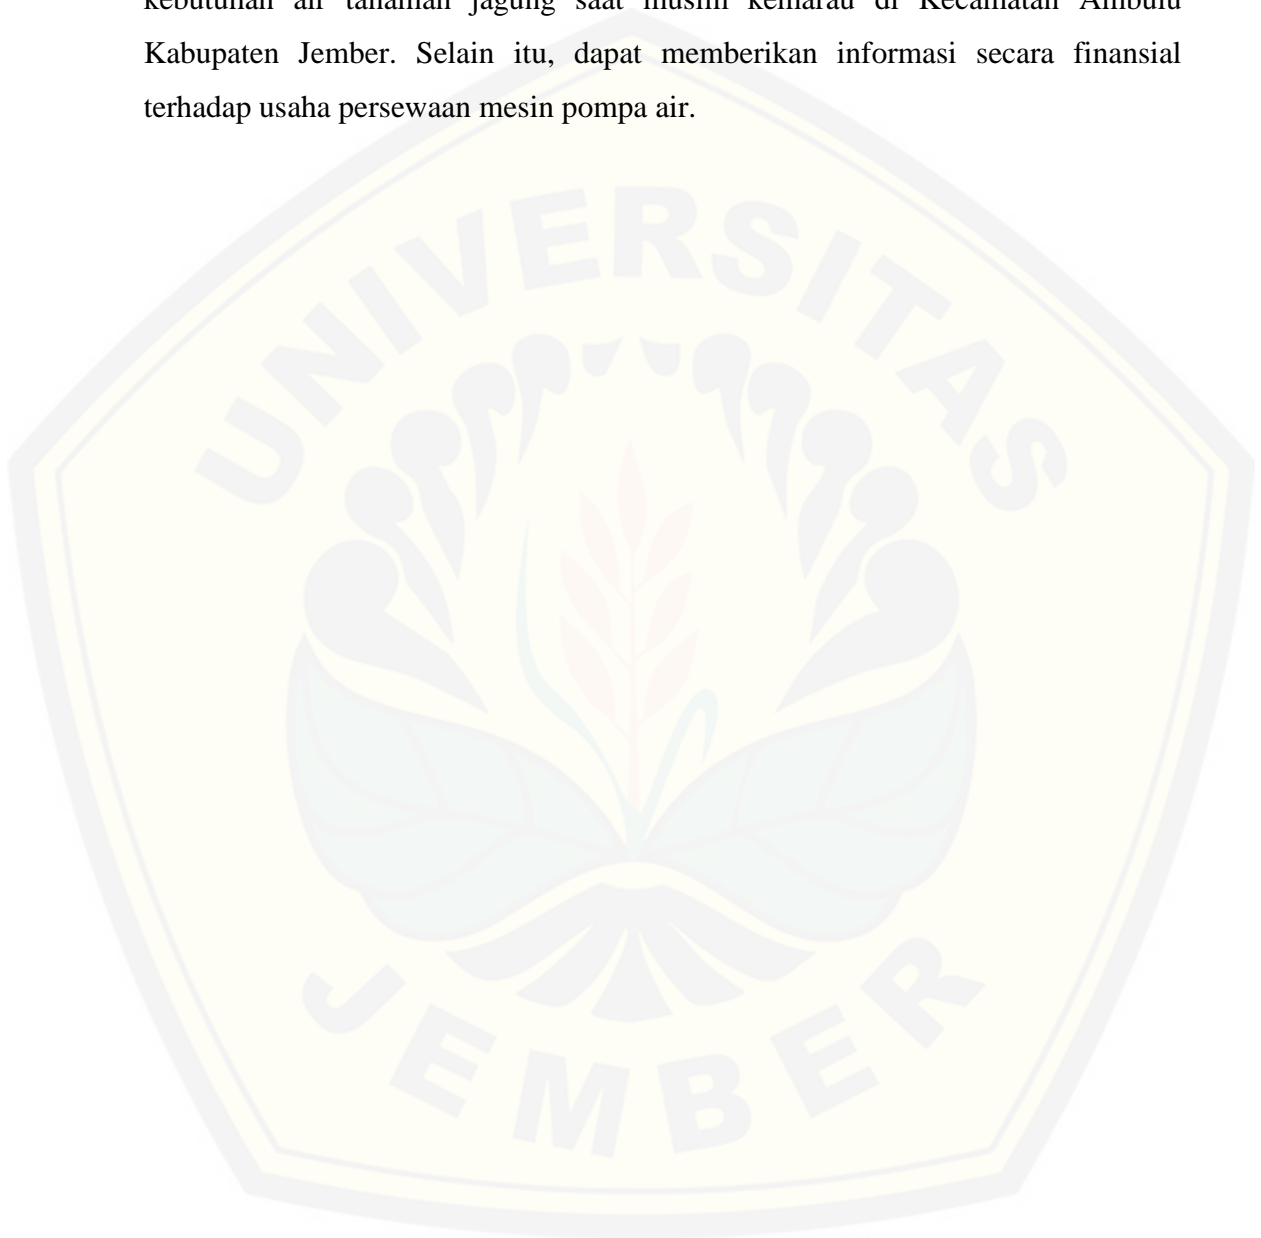 kebutuhan air tanaman jagung saat musim kemarau di Kecamatan Ambulu
Kabupaten Jember. Selain itu, dapat memberikan informasi secara finansial
terhadap usaha persewaan mesin pompa air.
UNIVERSITAS
JEMBER